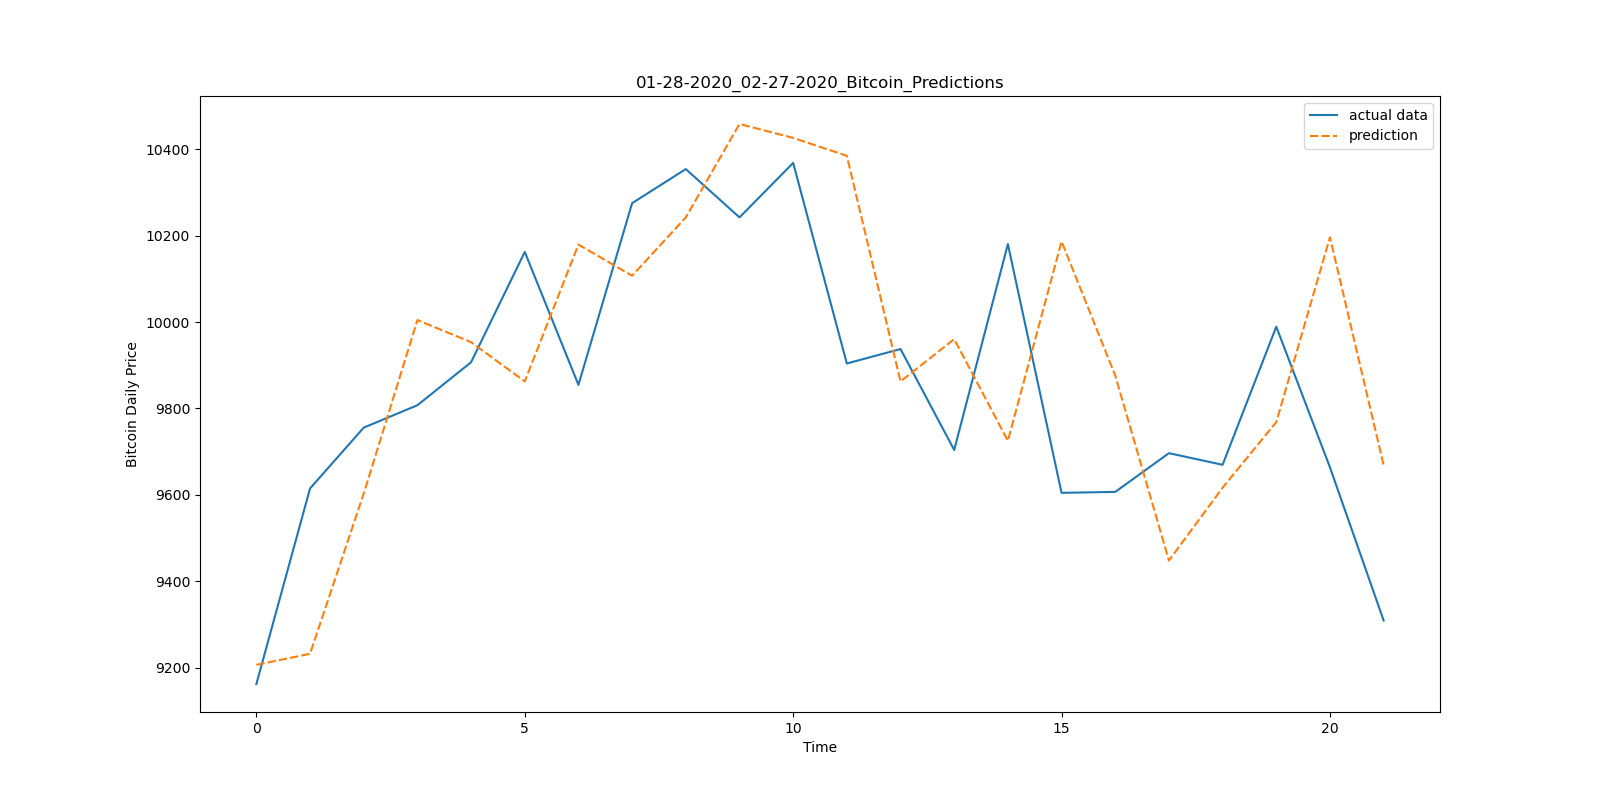 01-28-2020_02-27-2020_Bitcoin_Predictions
actual data
prediction
Bitcoin Daily Price
10400
10200
10000
9800
9600
9400
9200
0
5
10
15
20
Time